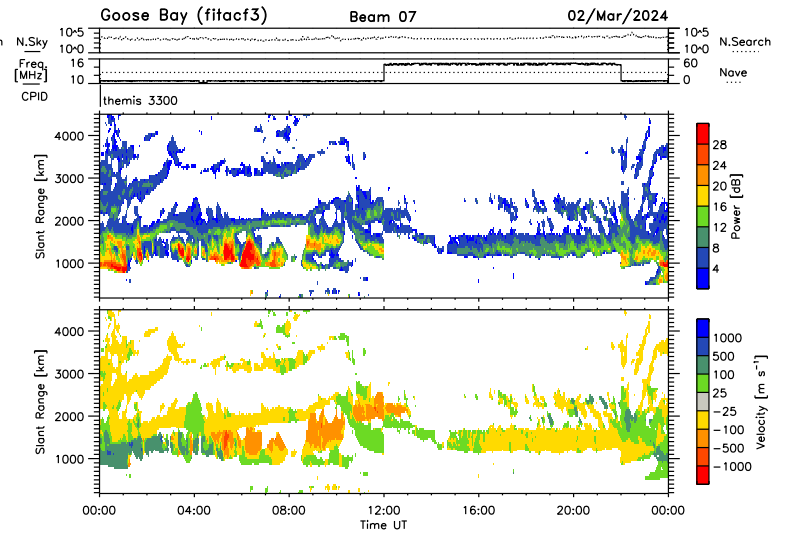 Goose Bay (fitacf3) Beam 07 02/Mar/2024
n N.Sky 10^5 10^0 10^5 10^0 N.Search
Freq. [MHz] 16 10 60 0 Nave
CPID themis 3300
Slant Range [km] 4000 3000 2000 1000
28 24 20 16 12 8 4 Power [dB]
Slant Range [km] 4000 3000 2000 1000
1000 500 100 25 -25 -100 -500 -1000 Velocity [m s⁻¹]
00:00 04:00 08:00 12:00 16:00 20:00 00:00
Time UT